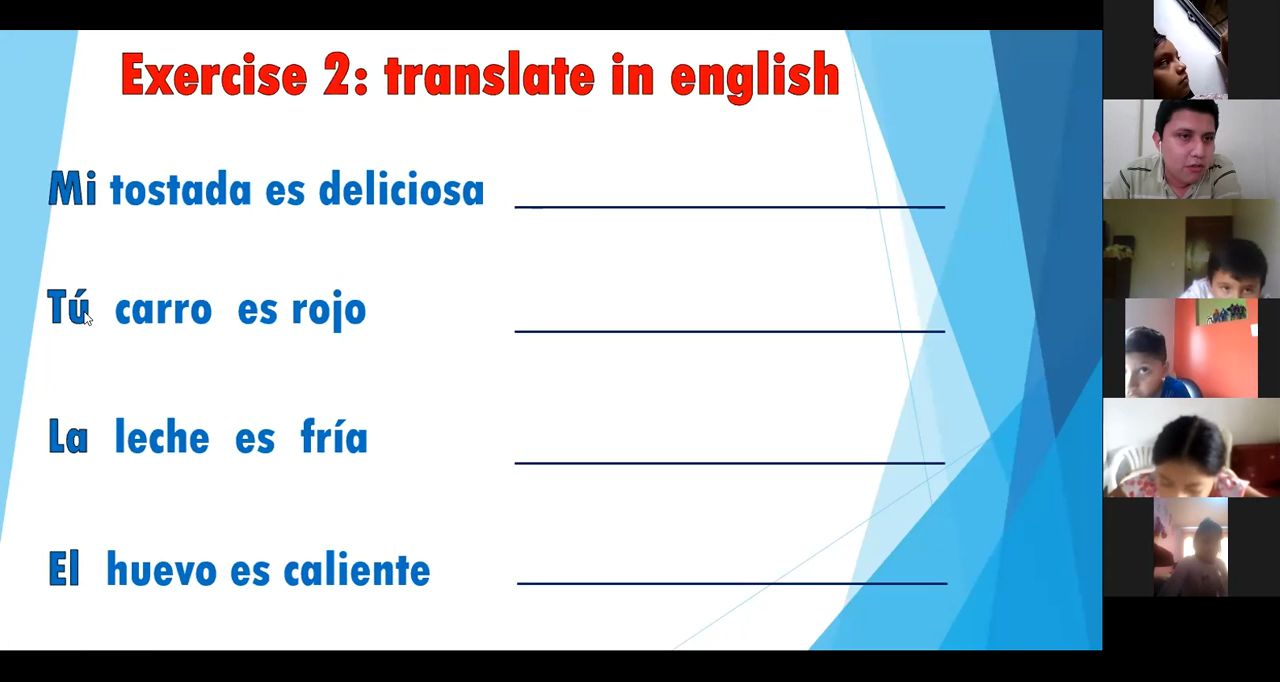 Exercise 2: translate in english
Mi tostada es deliciosa
Tú carro es rojo
La leche es fría
El huevo es caliente